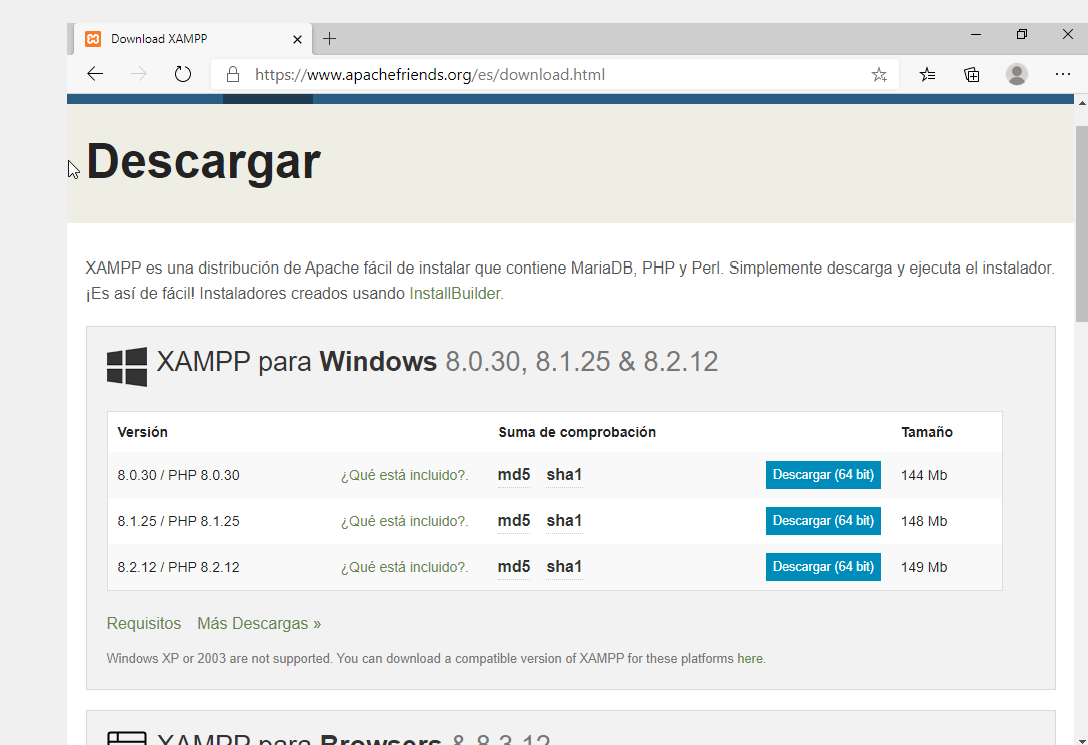 Download XAMPP
https://www.apachefriends.org/es/download.html
Descargar
XAMPP es una distribución de Apache fácil de instalar que contiene MariaDB, PHP y Perl. Simplemente descarga y ejecuta el instalador.
¡Es así de fácil! Instaladores creados usando InstallBuilder.
XAMPP para Windows 8.0.30, 8.1.25 & 8.2.12
Versión Suma de comprobación Tamaño
8.0.30 / PHP 8.0.30 ¿Qué está incluido?. md5 sha1 Descargar (64 bit) 144 Mb
8.1.25 / PHP 8.1.25 ¿Qué está incluido?. md5 sha1 Descargar (64 bit) 148 Mb
8.2.12 / PHP 8.2.12 ¿Qué está incluido?. md5 sha1 Descargar (64 bit) 149 Mb
Requisitos Más Descargas »
Windows XP or 2003 are not supported. You can download a compatible version of XAMPP for these platforms here.
XAMPP para Browsers & 8.3.12